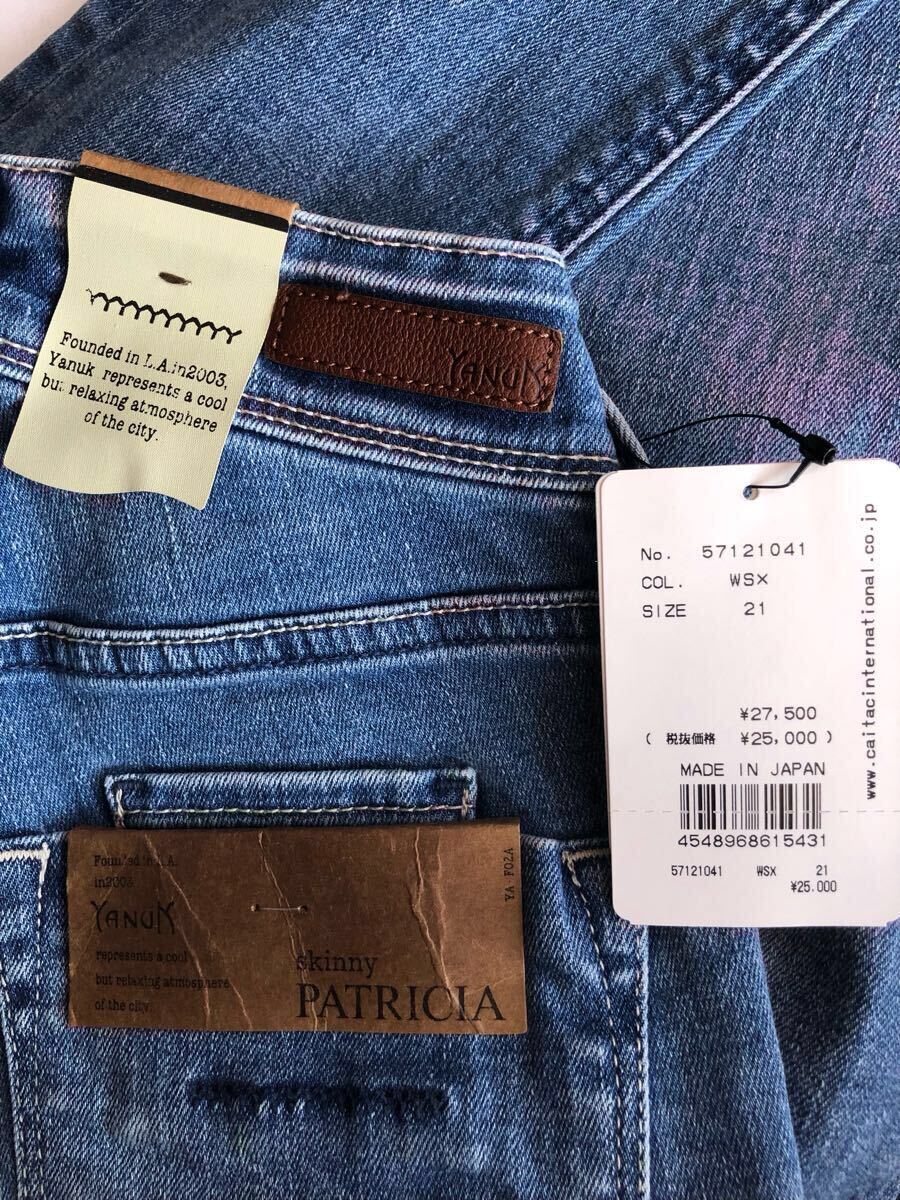 Founded in L.A.in2003,
Yanuk represents a cool
but relaxing atmosphere
of the city.
YANUK
No. 57121041
COL. WSX
SIZE 21
¥27,500
( 税抜価格 ¥25,000 )
MADE IN JAPAN
4548968615431
57121041 WSX 21
¥25.000
www.caitacinternational.co.jp
Founded in L.A.
in2003
YANUK
represents a cool
but relaxing atmosphere
of the city.
YA-F02A
skinny
PATRICIA